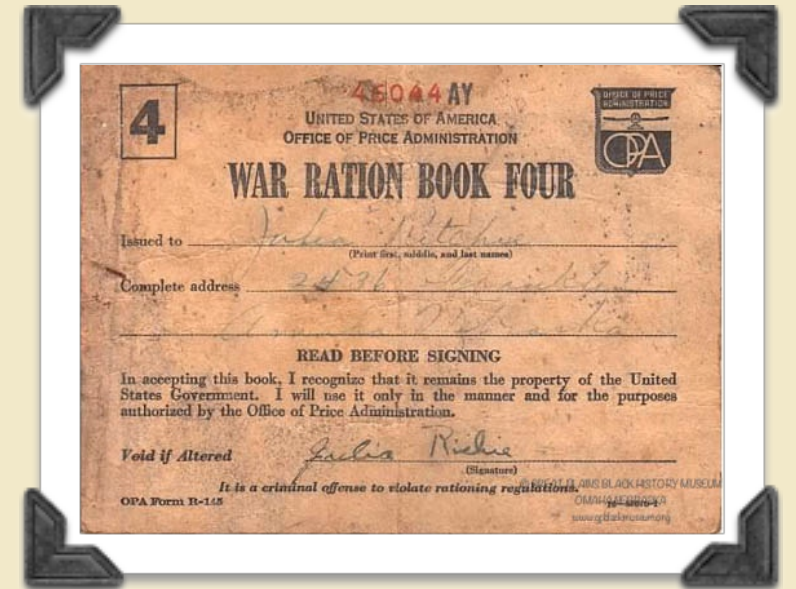 4
45044 AY
UNITED STATES OF AMERICA
OFFICE OF PRICE ADMINISTRATION
OFFICE OF PRICE
ADMINISTRATION
OPA
WAR RATION BOOK FOUR
Issued to Julia Ritchie
(Print first, middle, and last names)
Complete address 2436 Franklin
Omaha Nebraska
READ BEFORE SIGNING
In accepting this book, I recognize that it remains the property of the United
States Government. I will use it only in the manner and for the purposes
authorized by the Office of Price Administration.
Void if Altered Julia Richie
(Signature)
It is a criminal offense to violate rationing regulations.
OPA Form R-145
© GREAT PLAINS BLACK HISTORY MUSEUM
OMAHA NEBRASKA